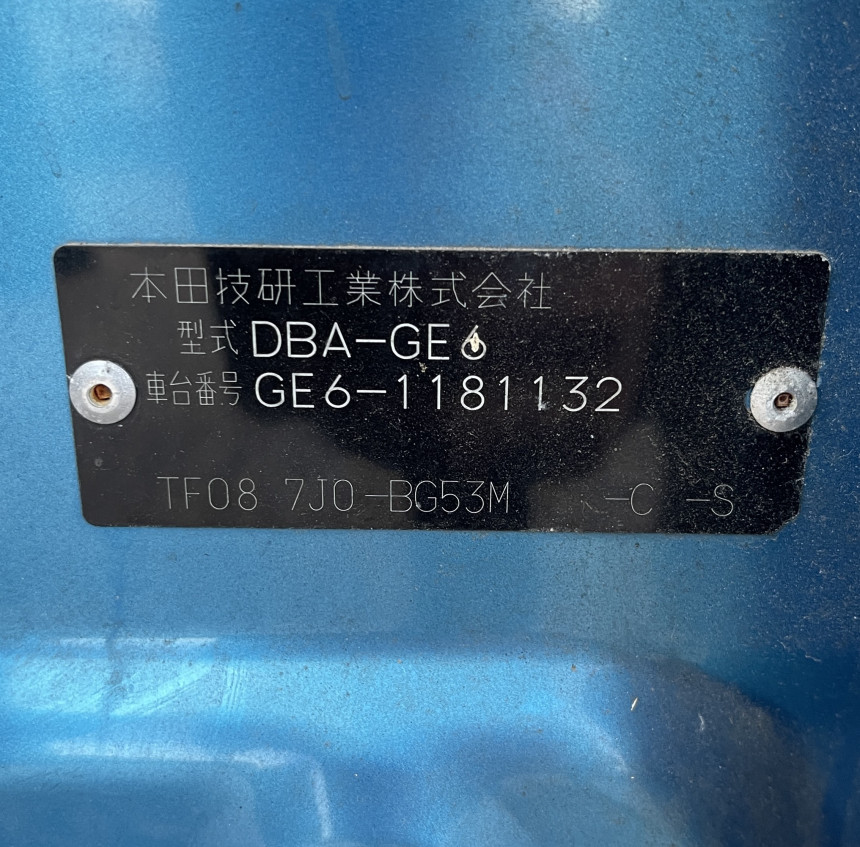 本田技研工業株式会社
型式 DBA-GE6
車台番号 GE6-1181132
TF08 7J0-BG53M -C -S